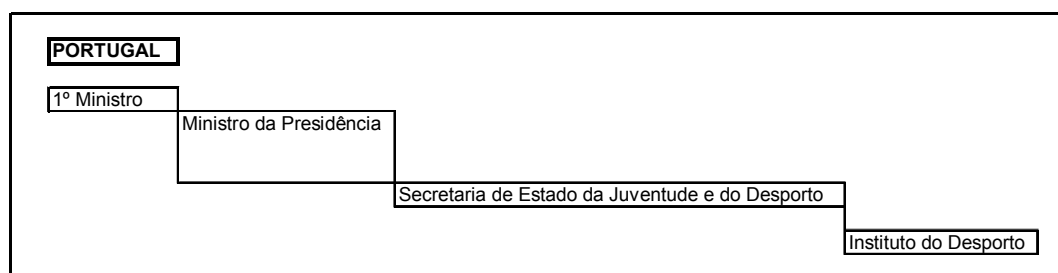 PORTUGAL
1º Ministro
Ministro da Presidência
Secretaria de Estado da Juventude e do Desporto
Instituto do Desporto